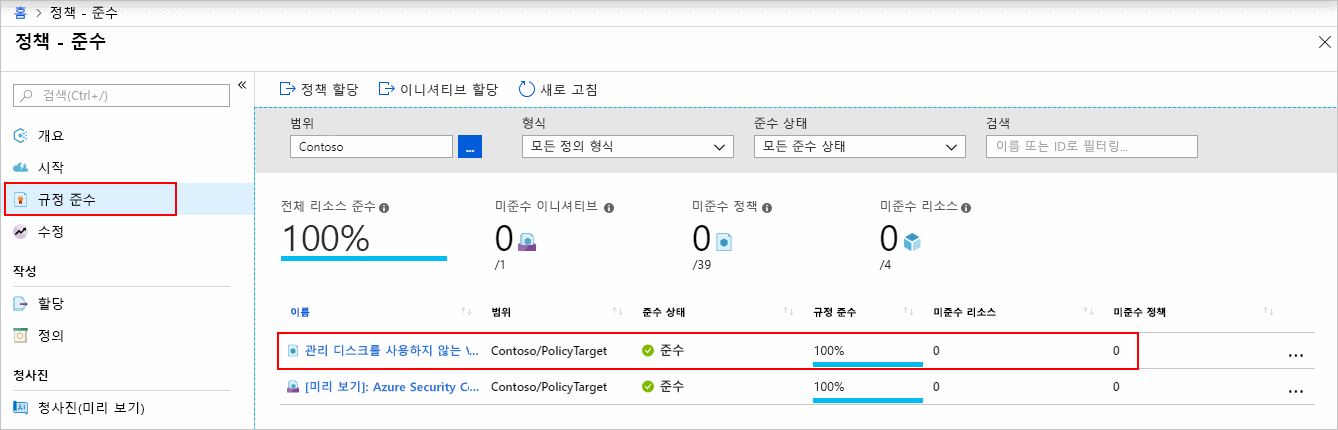 홈 > 정책 - 준수
정책 - 준수
검색(Ctrl+/)
개요
시작
규정 준수
수정
작성
할당
정의
청사진
청사진(미리 보기)
정책 할당 이니셔티브 할당 새로 고침
범위 형식 준수 상태 검색
Contoso ... 모든 정의 형식 모든 준수 상태 이름 또는 ID로 필터링...
전체 리소스 준수 미준수 이니셔티브 미준수 정책 미준수 리소스
100% 0 0 0
/1 /39 /4
이름 범위 준수 상태 규정 준수 미준수 리소스 미준수 정책
관리 디스크를 사용하지 않는 \... Contoso/PolicyTarget 준수 100% 0 0 ...
[미리 보기]: Azure Security Co... Contoso/PolicyTarget 준수 100% 0 0 ...